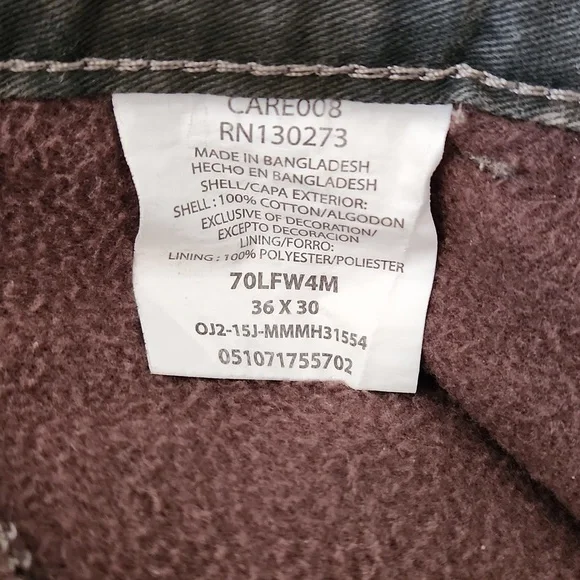 CARE008
RN130273
MADE IN BANGLADESH
HECHO EN BANGLADESH
SHELL/CAPA EXTERIOR:
SHELL : 100% COTTON/ALGODON
EXCLUSIVE OF DECORATION/
EXCEPTO DECORACION
LINING/FORRO:
LINING : 100% POLYESTER/POLIESTER
70LFW4M
36 X 30
OJ2-15J-MMMH31554
051071755702